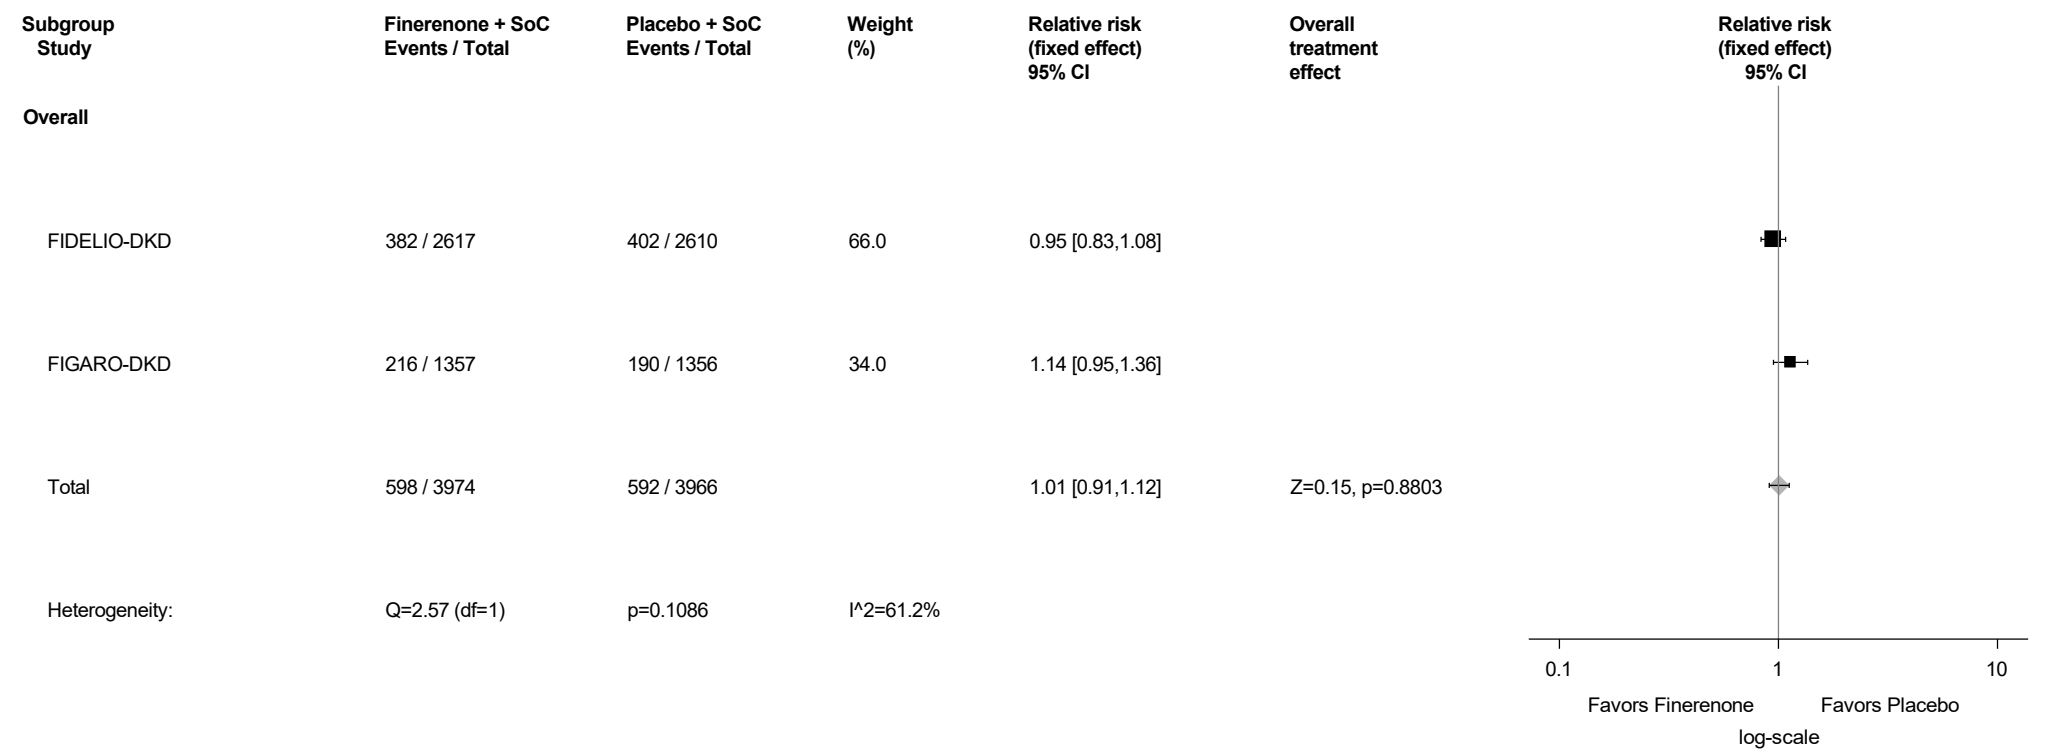 Subgroup Finerenone + SoC Placebo + SoC Weight Relative risk Overall Relative risk
Study Events / Total Events / Total (%) (fixed effect) treatment (fixed effect)
95% CI effect 95% CI
Overall
FIDELIO-DKD 382 / 2617 402 / 2610 66.0 0.95 [0.83,1.08]
FIGARO-DKD 216 / 1357 190 / 1356 34.0 1.14 [0.95,1.36]
Total 598 / 3974 592 / 3966 1.01 [0.91,1.12] Z=0.15, p=0.8803
Heterogeneity: Q=2.57 (df=1) p=0.1086 I^2=61.2%
0.1 1 10
Favors Finerenone Favors Placebo
log-scale